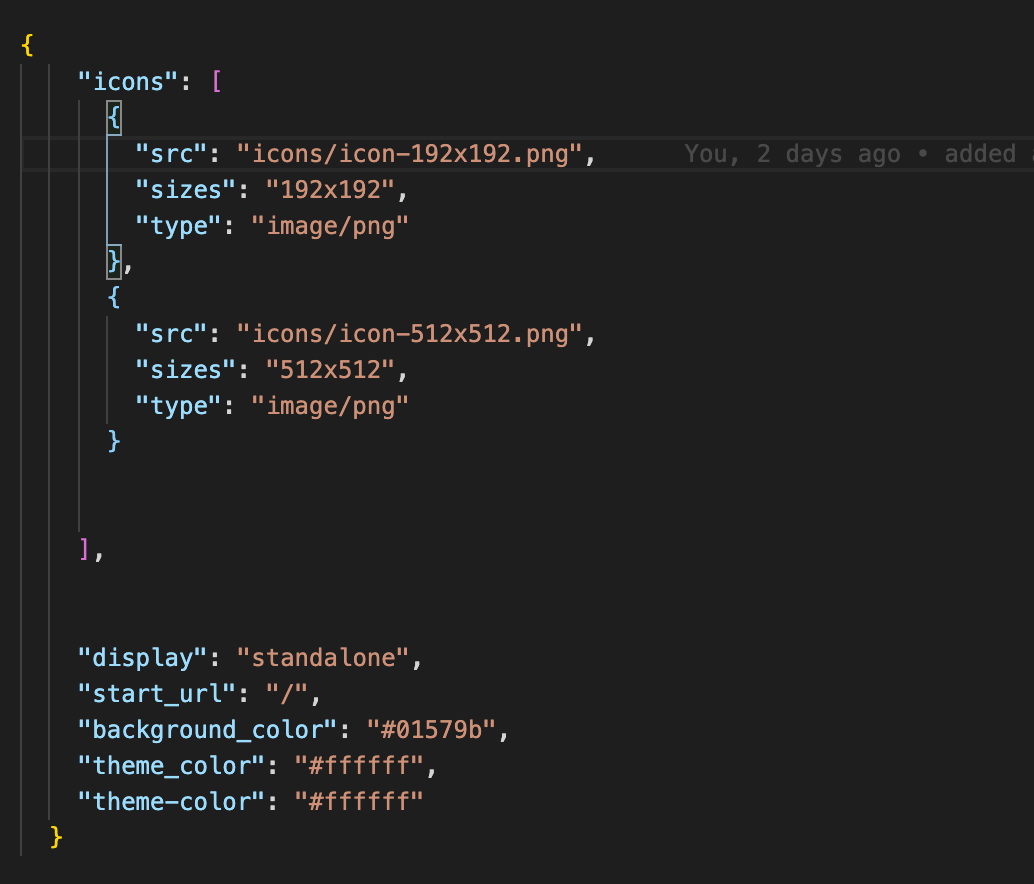 {
"icons": [
{
"src": "icons/icon-192x192.png", You, 2 days ago • added
"sizes": "192x192",
"type": "image/png"
},
{
"src": "icons/icon-512x512.png",
"sizes": "512x512",
"type": "image/png"
}
],
"display": "standalone",
"start_url": "/",
"background_color": "#01579b",
"theme_color": "#ffffff",
"theme-color": "#ffffff"
}